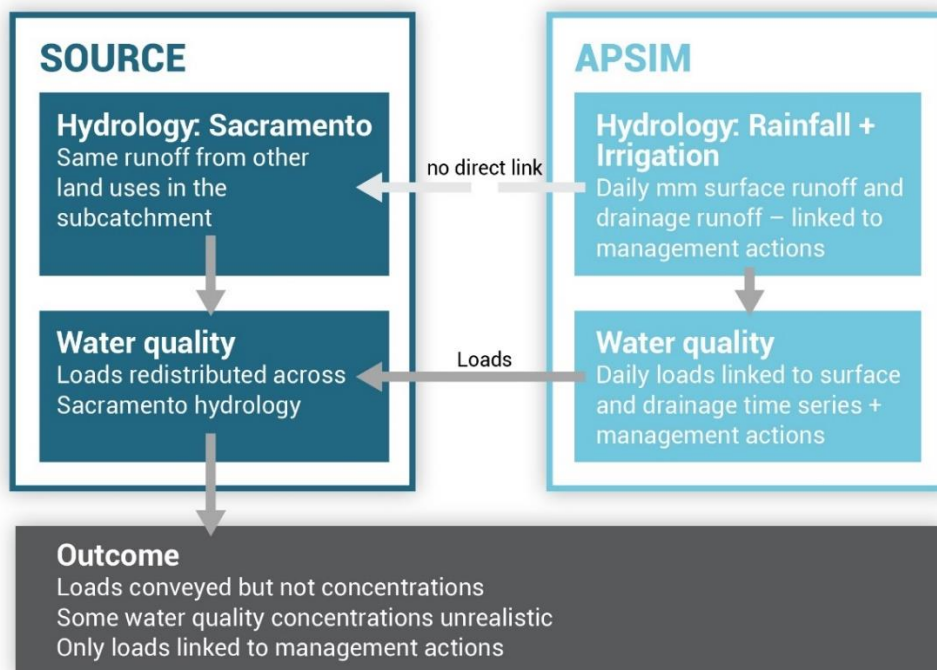 SOURCE
Hydrology: Sacramento
Same runoff from other
land uses in the
subcatchment
Water quality
Loads redistributed across
Sacramento hydrology
no direct link
Loads
APSIM
Hydrology: Rainfall +
Irrigation
Daily mm surface runoff and
drainage runoff – linked to
management actions
Water quality
Daily loads linked to surface
and drainage time series +
management actions
Outcome
Loads conveyed but not concentrations
Some water quality concentrations unrealistic
Only loads linked to management actions